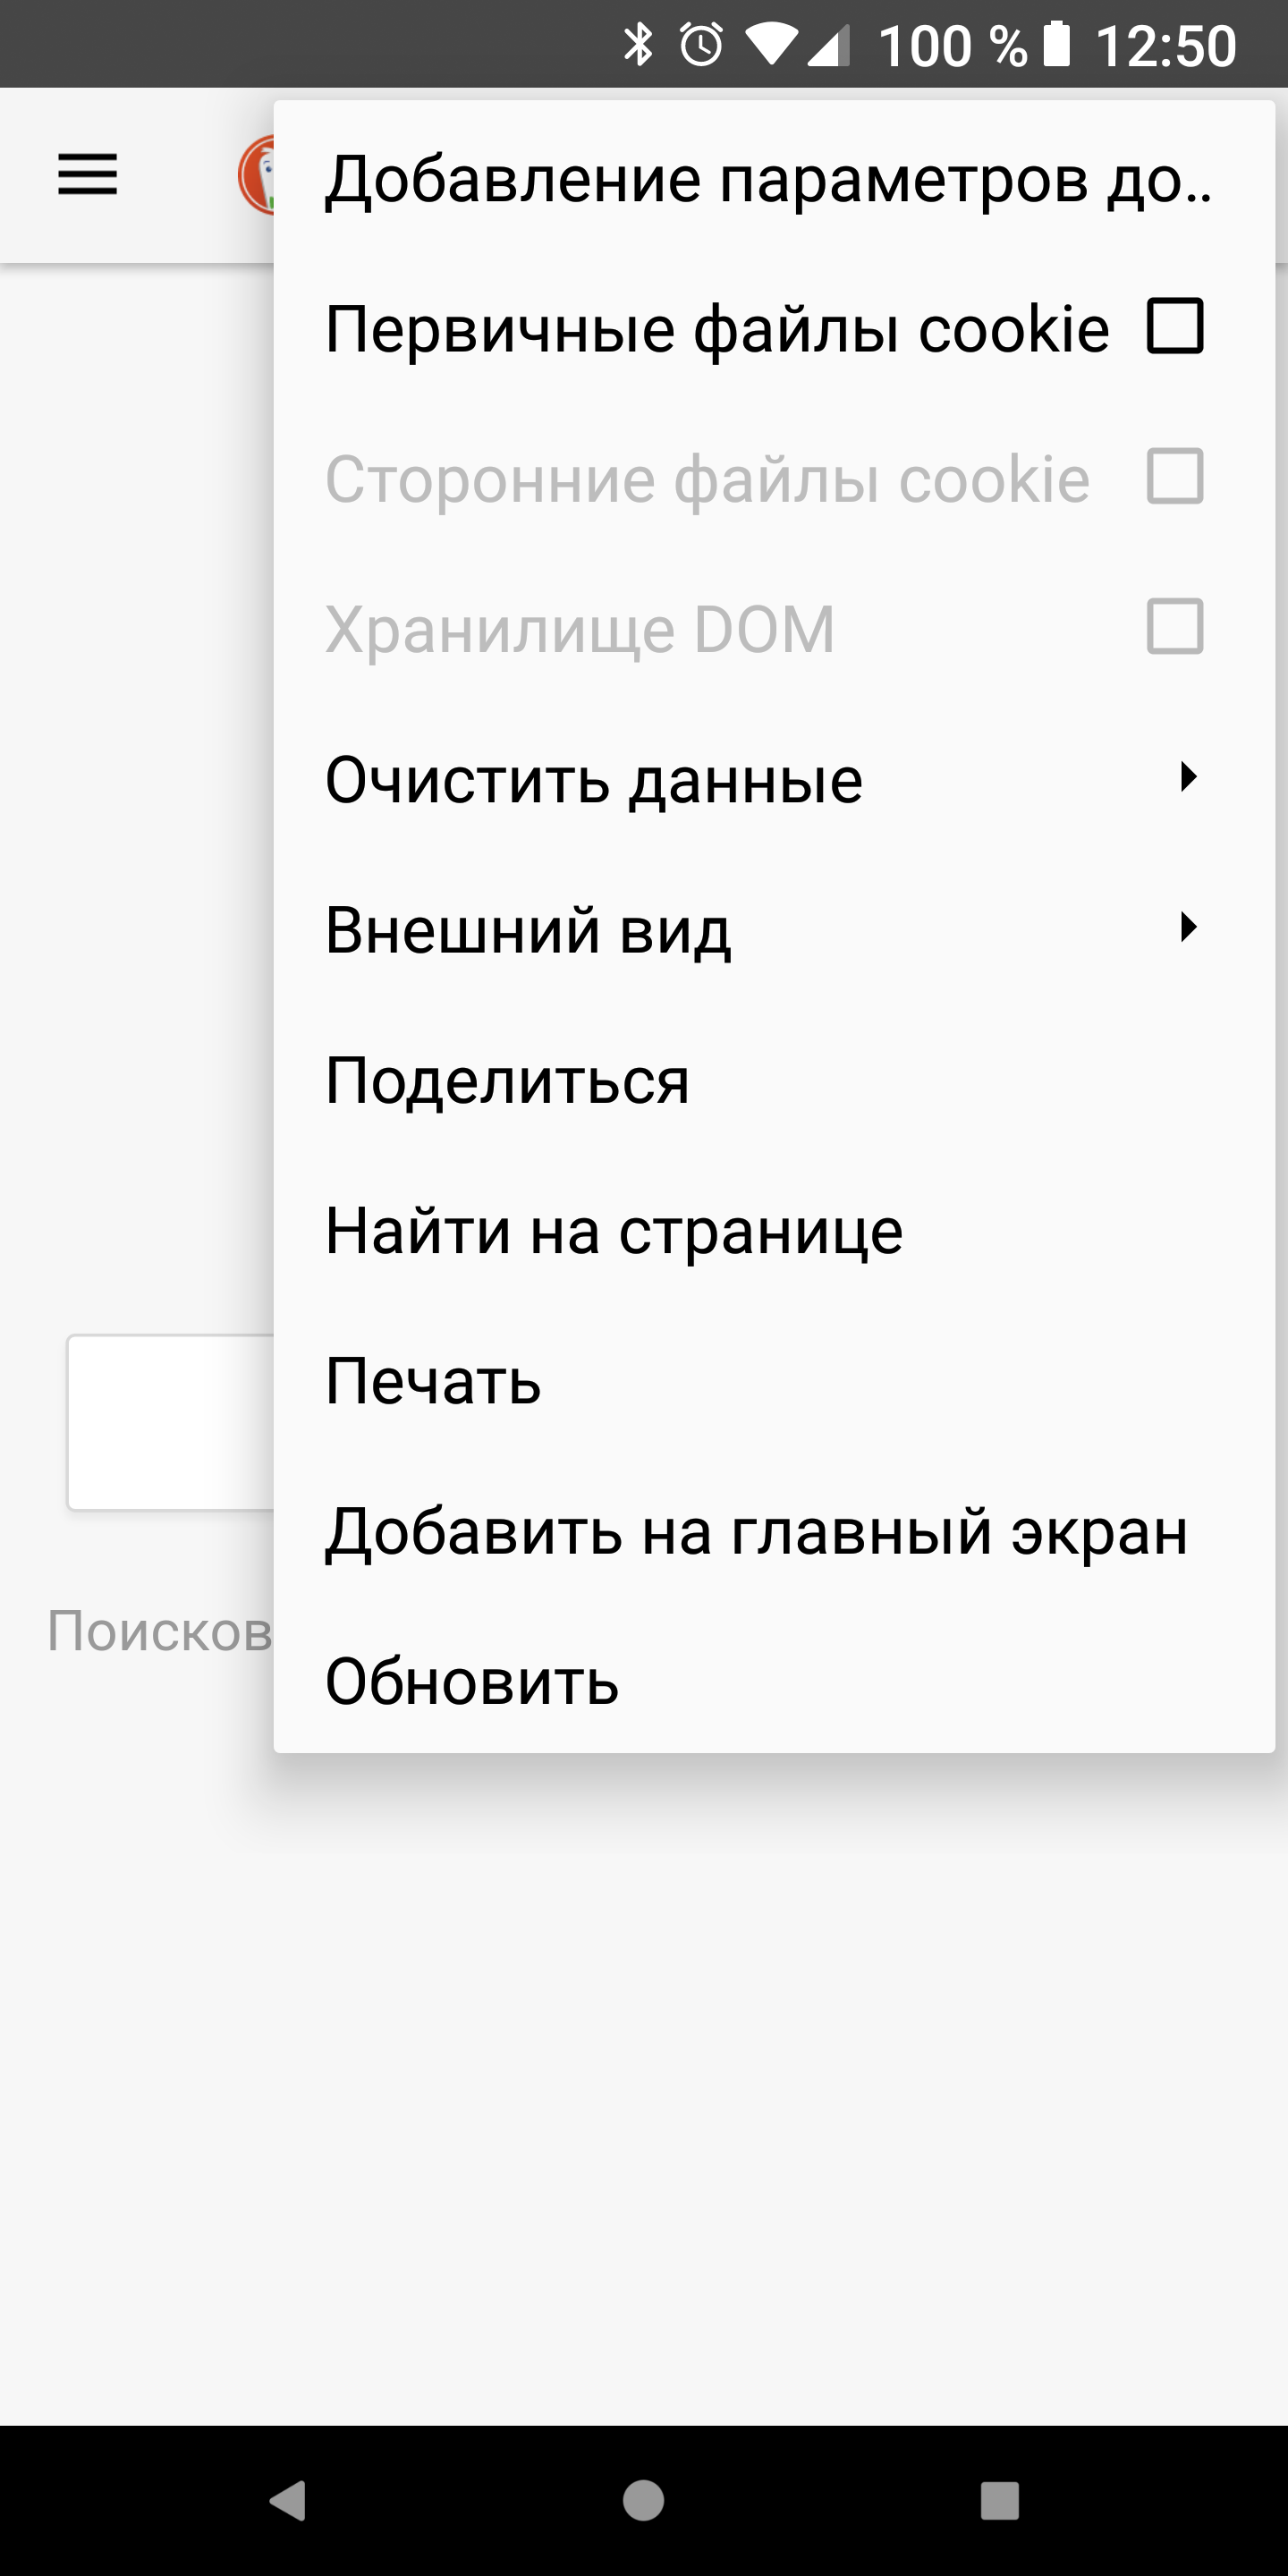 100 % 12:50
Добавление параметров до..
Первичные файлы cookie
Сторонние файлы cookie
Хранилище DOM
Очистить данные
Внешний вид
Поделиться
Найти на странице
Печать
Добавить на главный экран
Поисков
Обновить